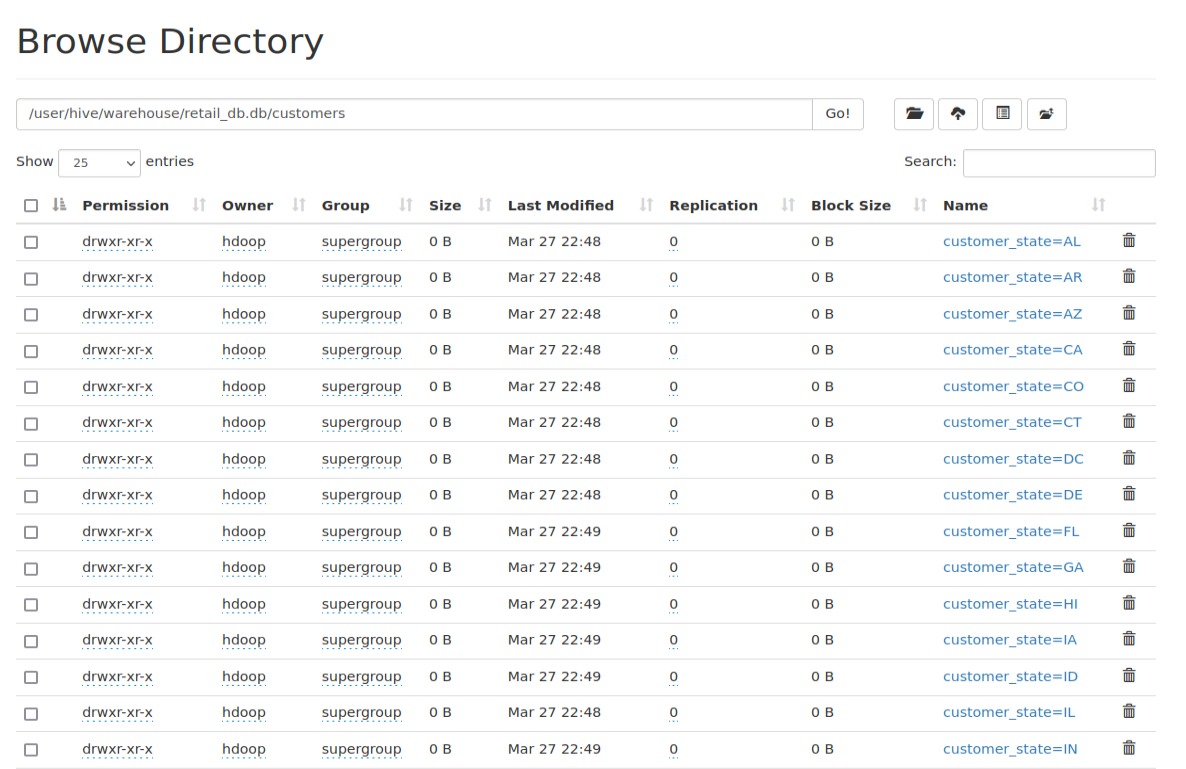 Browse Directory
/user/hive/warehouse/retail_db.db/customers Go!
Show 25 entries Search:
Permission Owner Group Size Last Modified Replication Block Size Name
drwxr-xr-x hdoop supergroup 0 B Mar 27 22:48 0 0 B customer_state=AL
drwxr-xr-x hdoop supergroup 0 B Mar 27 22:48 0 0 B customer_state=AR
drwxr-xr-x hdoop supergroup 0 B Mar 27 22:48 0 0 B customer_state=AZ
drwxr-xr-x hdoop supergroup 0 B Mar 27 22:48 0 0 B customer_state=CA
drwxr-xr-x hdoop supergroup 0 B Mar 27 22:48 0 0 B customer_state=CO
drwxr-xr-x hdoop supergroup 0 B Mar 27 22:48 0 0 B customer_state=CT
drwxr-xr-x hdoop supergroup 0 B Mar 27 22:48 0 0 B customer_state=DC
drwxr-xr-x hdoop supergroup 0 B Mar 27 22:48 0 0 B customer_state=DE
drwxr-xr-x hdoop supergroup 0 B Mar 27 22:49 0 0 B customer_state=FL
drwxr-xr-x hdoop supergroup 0 B Mar 27 22:49 0 0 B customer_state=GA
drwxr-xr-x hdoop supergroup 0 B Mar 27 22:49 0 0 B customer_state=HI
drwxr-xr-x hdoop supergroup 0 B Mar 27 22:49 0 0 B customer_state=IA
drwxr-xr-x hdoop supergroup 0 B Mar 27 22:49 0 0 B customer_state=ID
drwxr-xr-x hdoop supergroup 0 B Mar 27 22:48 0 0 B customer_state=IL
drwxr-xr-x hdoop supergroup 0 B Mar 27 22:49 0 0 B customer_state=IN